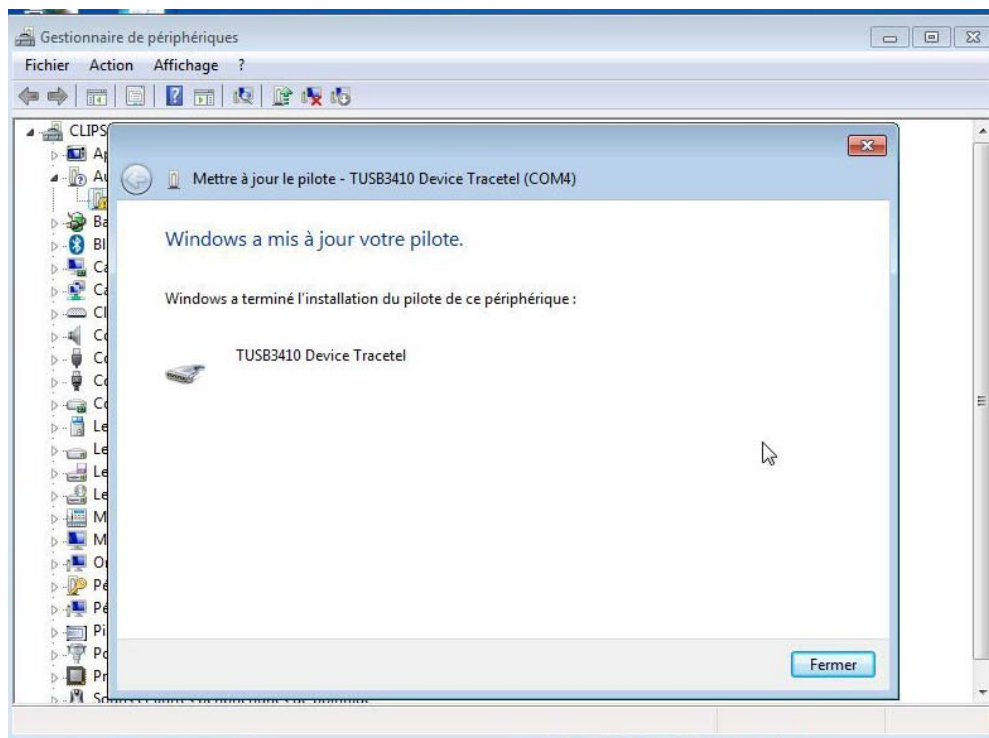 Gestionnaire de périphériques
Fichier Action Affichage ?
CLIPS
Mettre à jour le pilote - TUSB3410 Device Tracetel (COM4)
Windows a mis à jour votre pilote.
Windows a terminé l'installation du pilote de ce périphérique :
TUSB3410 Device Tracetel
Fermer